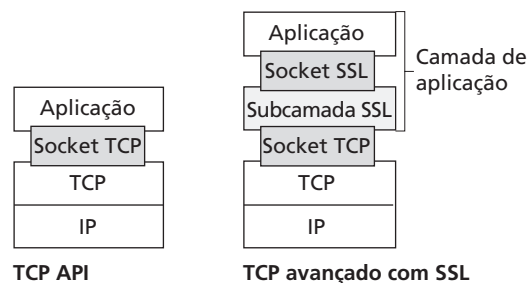 Aplicação
Socket TCP
TCP
IP
TCP API
Aplicação
Socket SSL
Subcamada SSL
Socket TCP
TCP
IP
Camada de
aplicação
TCP avançado com SSL